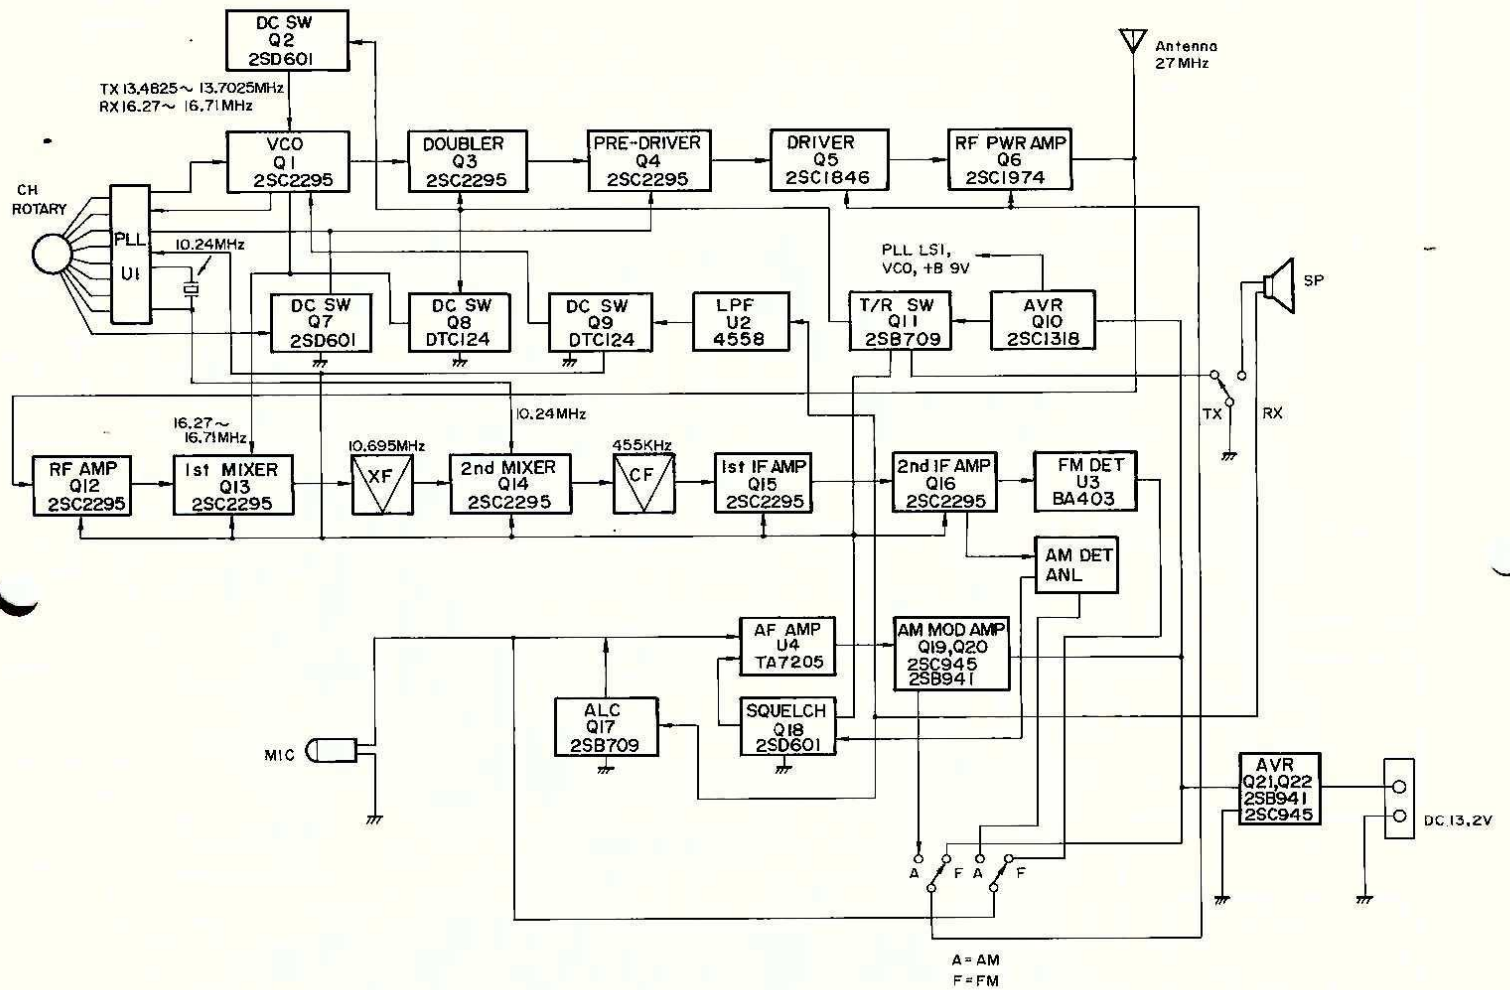 DC SW
Q2
2SD601
Antenna
27MHz
TX 13.4825～ 13.7025MHz
RX16.27～ 16.71MHz
VCO
Q1
2SC2295
DOUBLER
Q3
2SC2295
PRE-DRIVER
Q4
2SC2295
DRIVER
Q5
2SC1846
RF PWR AMP
Q6
2SC1974
CH
ROTARY
PLL
U1
10.24MHz
PLL LSI,
VCO, +B 9V
SP
DC SW
Q7
2SD601
DC SW
Q8
DTC124
DC SW
Q9
DTC124
LPF
U2
4558
T/R SW
Q11
2SB709
AVR
Q10
2SC1318
TX
RX
16.27～
16.71MHz
10.24MHz
10.695MHz
455KHz
RF AMP
Q12
2SC2295
1st MIXER
Q13
2SC2295
XF
2nd MIXER
Q14
2SC2295
CF
1st IF AMP
Q15
2SC2295
2nd IF AMP
Q16
2SC2295
FM DET
U3
BA403
AM DET
ANL
AF AMP
U4
TA7205
AM MOD AMP
Q19,Q20
2SC945
2SB941
ALC
Q17
2SB709
SQUELCH
Q18
2SD601
MIC
AVR
Q21,Q22
2SB941
2SC945
DC 13.2V
A
F
A
F
A=AM
F=FM